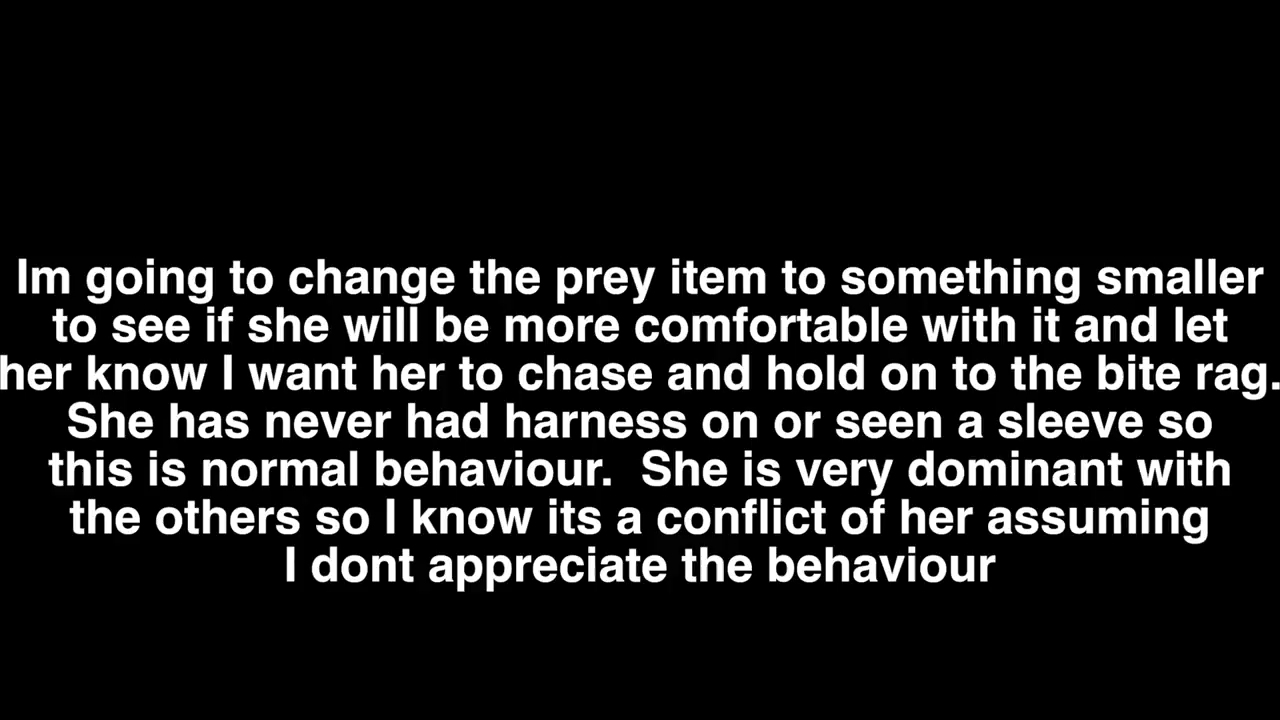 Im going to change the prey item to something smaller
to see if she will be more comfortable with it and let
her know I want her to chase and hold on to the bite rag.
She has never had harness on or seen a sleeve so
this is normal behaviour.  She is very dominant with
the others so I know its a conflict of her assuming
I dont appreciate the behaviour